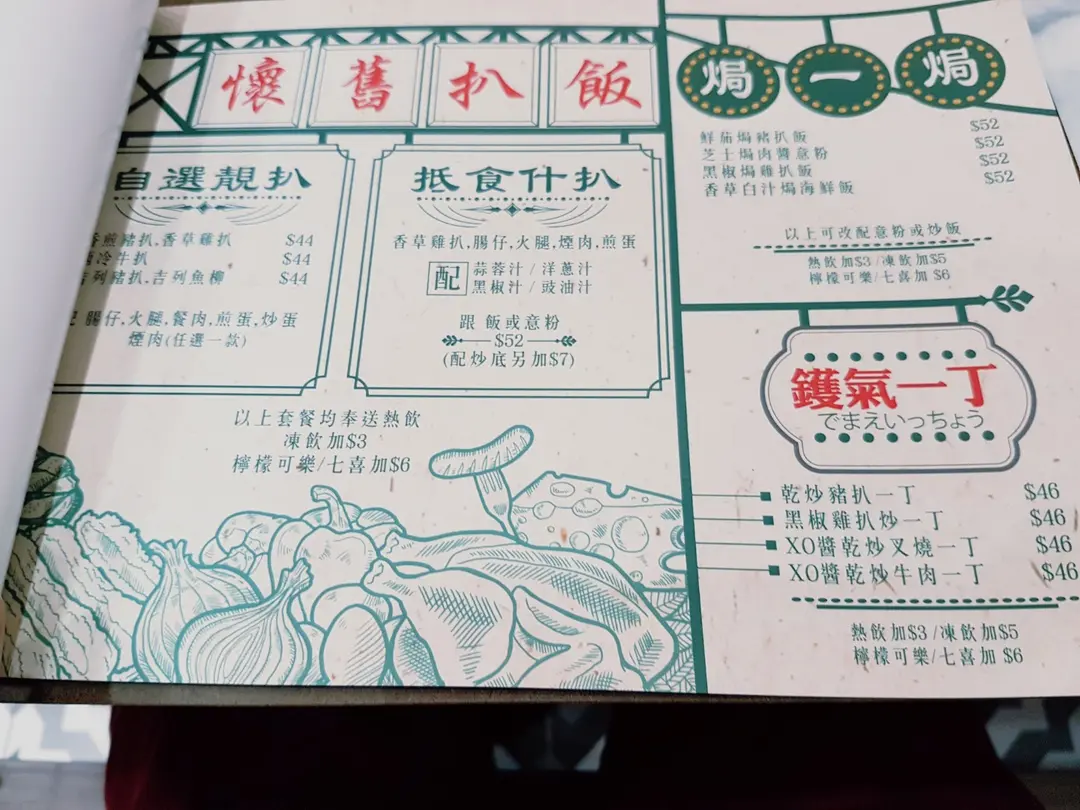 懷舊扒飯
自選靚扒
香煎豬扒.香草雞扒 $44
冷牛扒 $44
吉列豬扒.吉列魚柳 $44
腸仔.火腿.餐肉.煎蛋.炒蛋
煙肉(任選一款)
抵食什扒
香草雞扒.腸仔.火腿.煙肉.煎蛋
配 蒜蓉汁 / 洋蔥汁
黑椒汁 / 豉油汁
跟 飯或意粉
$52
(配炒底另加$7)
以上套餐均奉送熱飲
凍飲加$3
檸檬可樂/七喜加$6
焗一焗
鮮茄焗豬扒飯 $52
芝士焗肉醬意粉 $52
黑椒焗雞扒飯 $52
香草白汁焗海鮮飯 $52
以上可改配意粉或炒飯
熱飲加$3 /凍飲加$5
檸檬可樂/七喜加 $6
鑊氣一丁
でまえいっちょう
乾炒豬扒一丁 $46
黑椒雞扒炒一丁 $46
XO醬乾炒叉燒一丁 $46
XO醬乾炒牛肉一丁 $46
熱飲加$3 /凍飲加$5
檸檬可樂/七喜加 $6